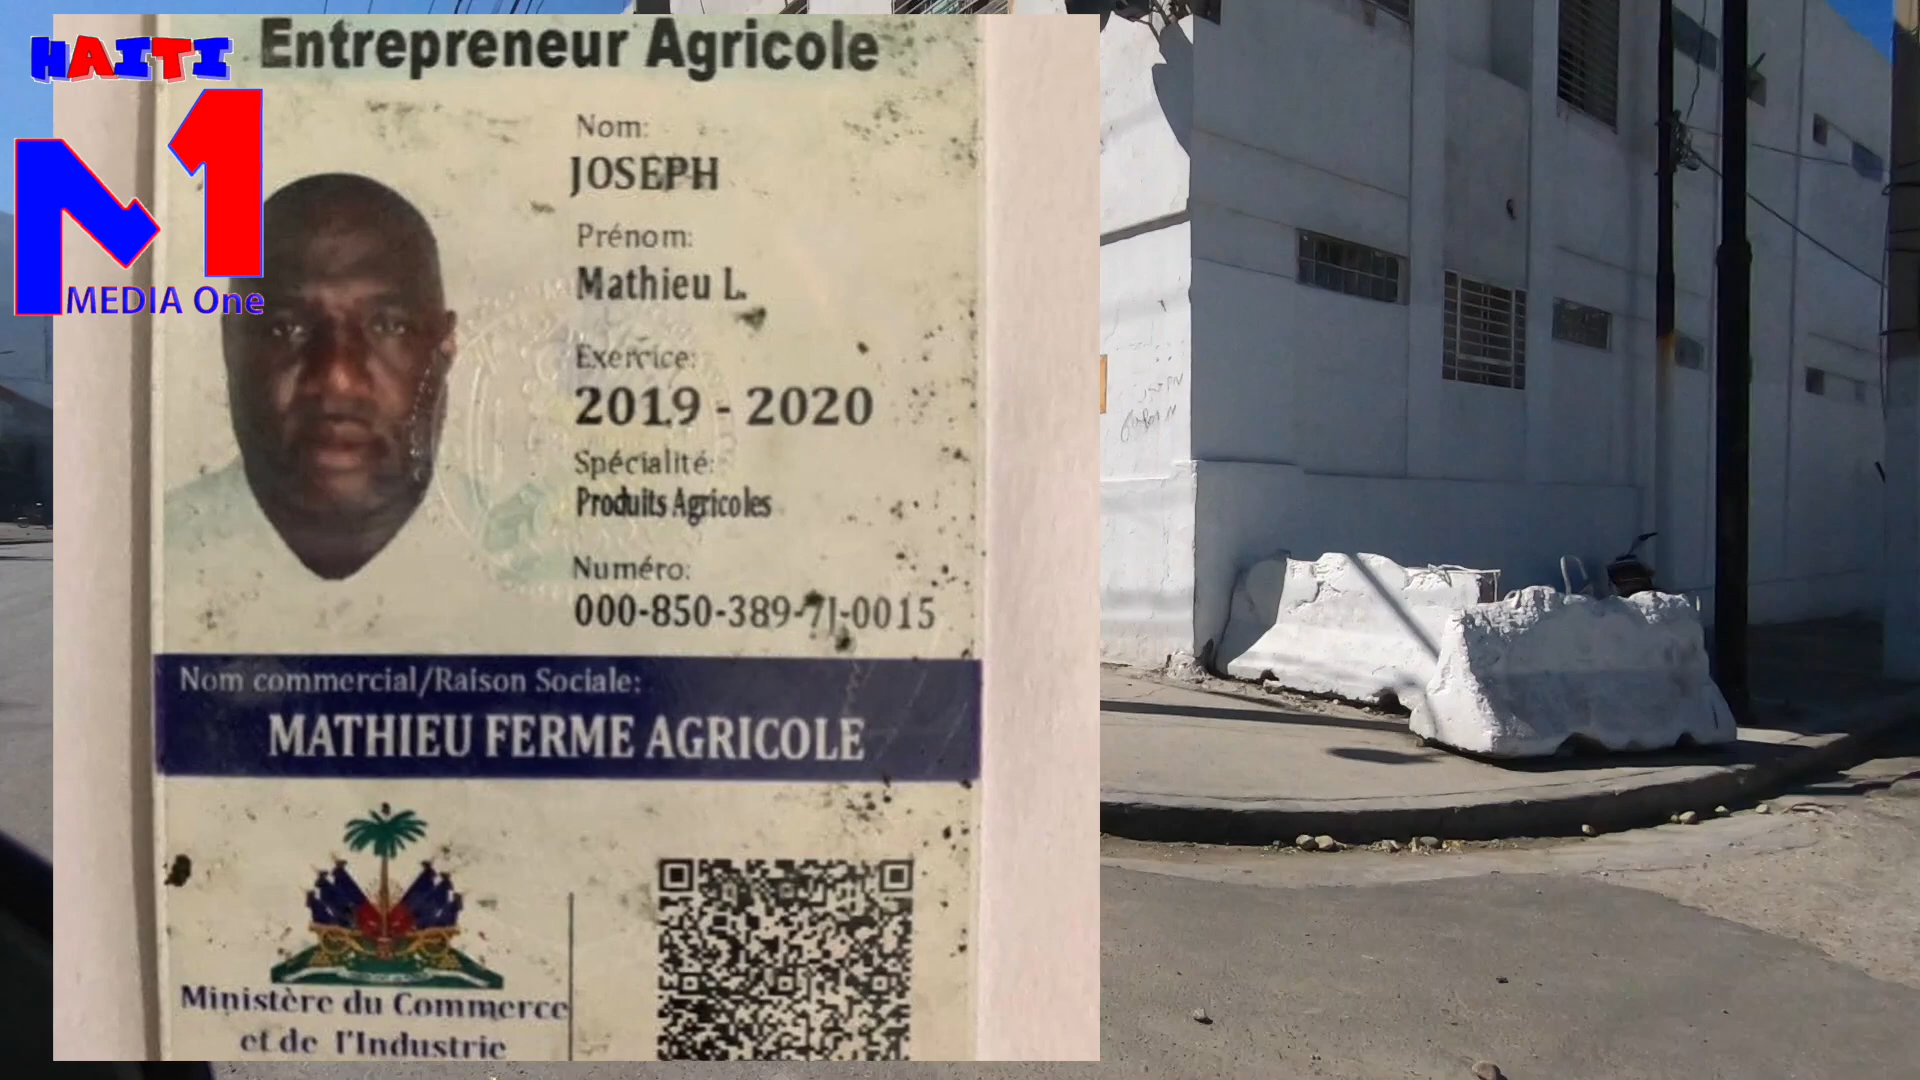 HAITI
M1
MEDIA One
Entrepreneur Agricole
Nom:
JOSEPH
Prénom:
Mathieu L.
Exercice:
2019 - 2020
Spécialité:
Produits Agricoles
Numéro:
000-850-389-7J-0015
Nom commercial/Raison Sociale:
MATHIEU FERME AGRICOLE
Ministère du Commerce
et de l'Industrie